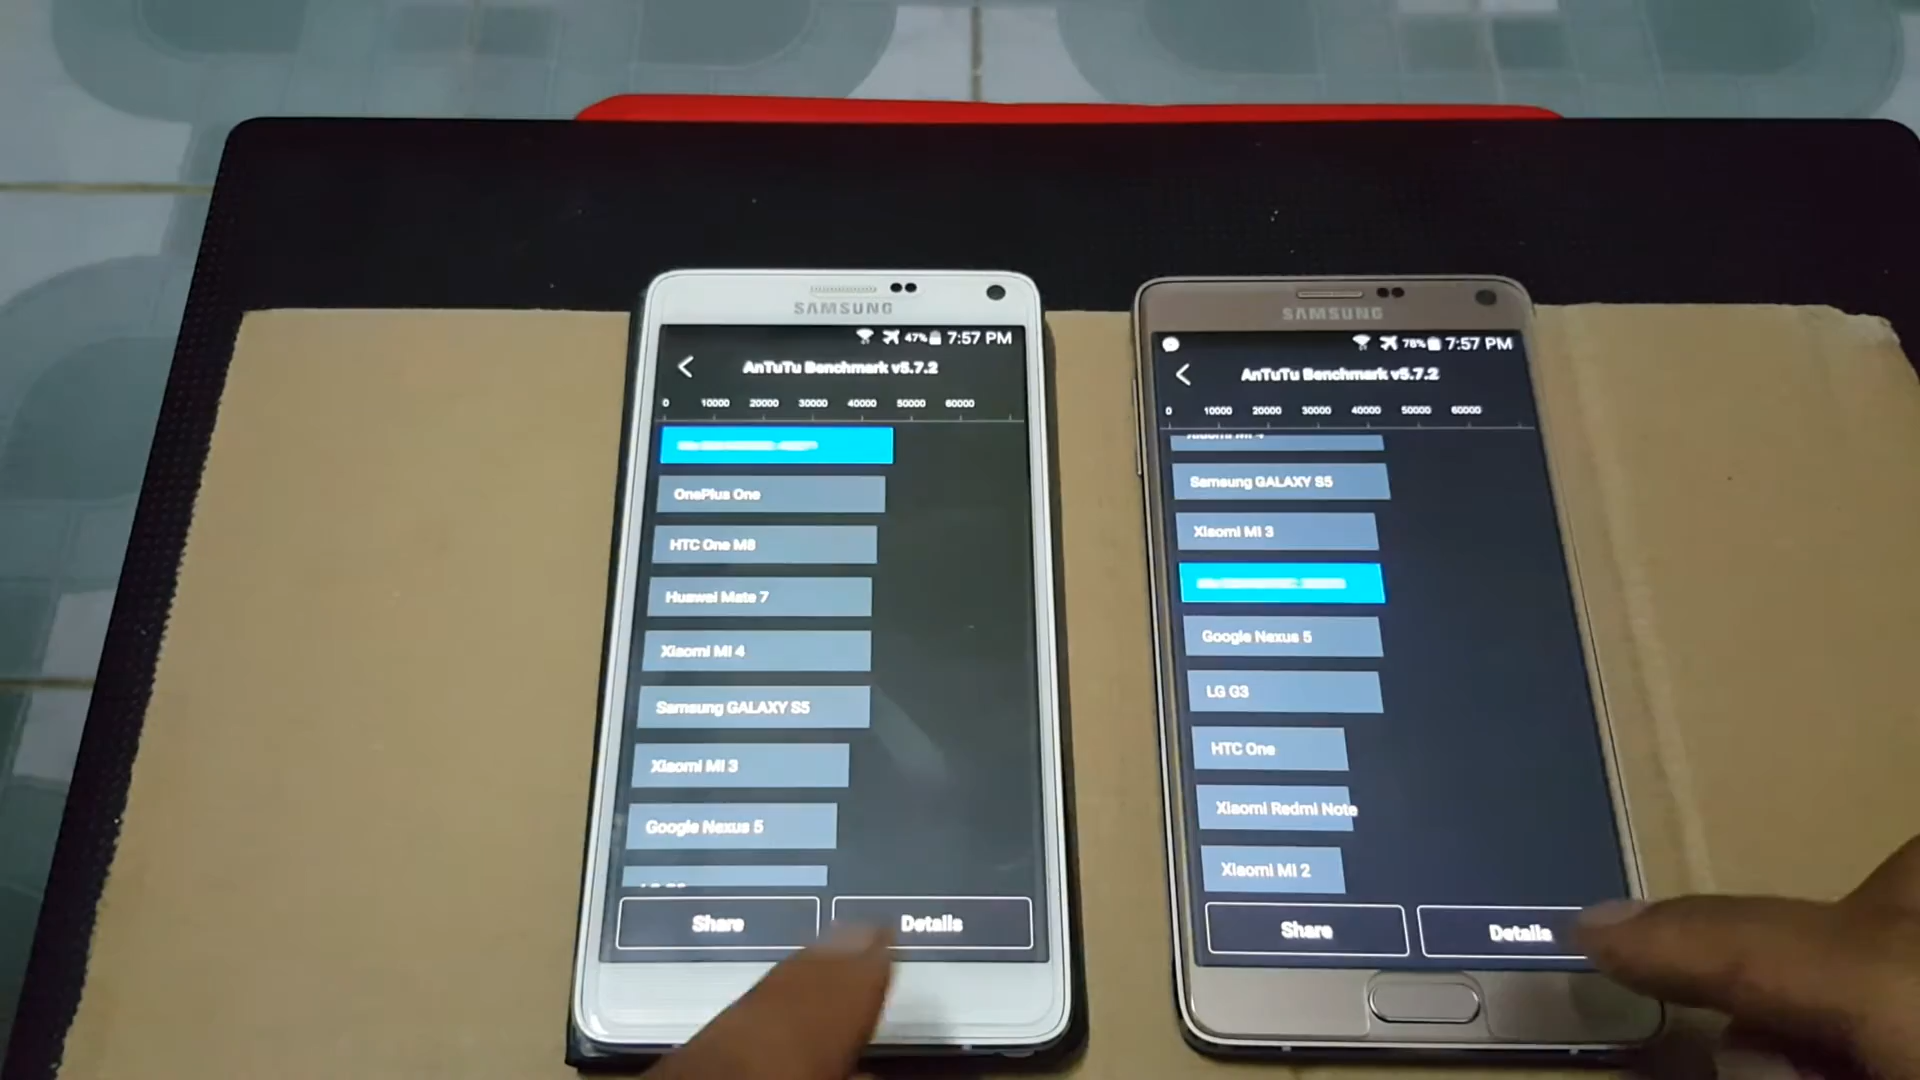 SAMSUNG
47% 7:57 PM
AnTuTu Benchmark v5.7.2
0 10000 20000 30000 40000 50000 60000
OnePlus One
HTC One M8
Huawei Mate 7
Xiaomi MI 4
Samsung GALAXY S5
Xiaomi MI 3
Google Nexus 5
Share Details
SAMSUNG
78% 7:57 PM
AnTuTu Benchmark v5.7.2
0 10000 20000 30000 40000 50000 60000
Xiaomi MI 4
Samsung GALAXY S5
Xiaomi MI 3
Google Nexus 5
LG G3
HTC One
Xiaomi Redmi Note
Xiaomi MI 2
Share Details